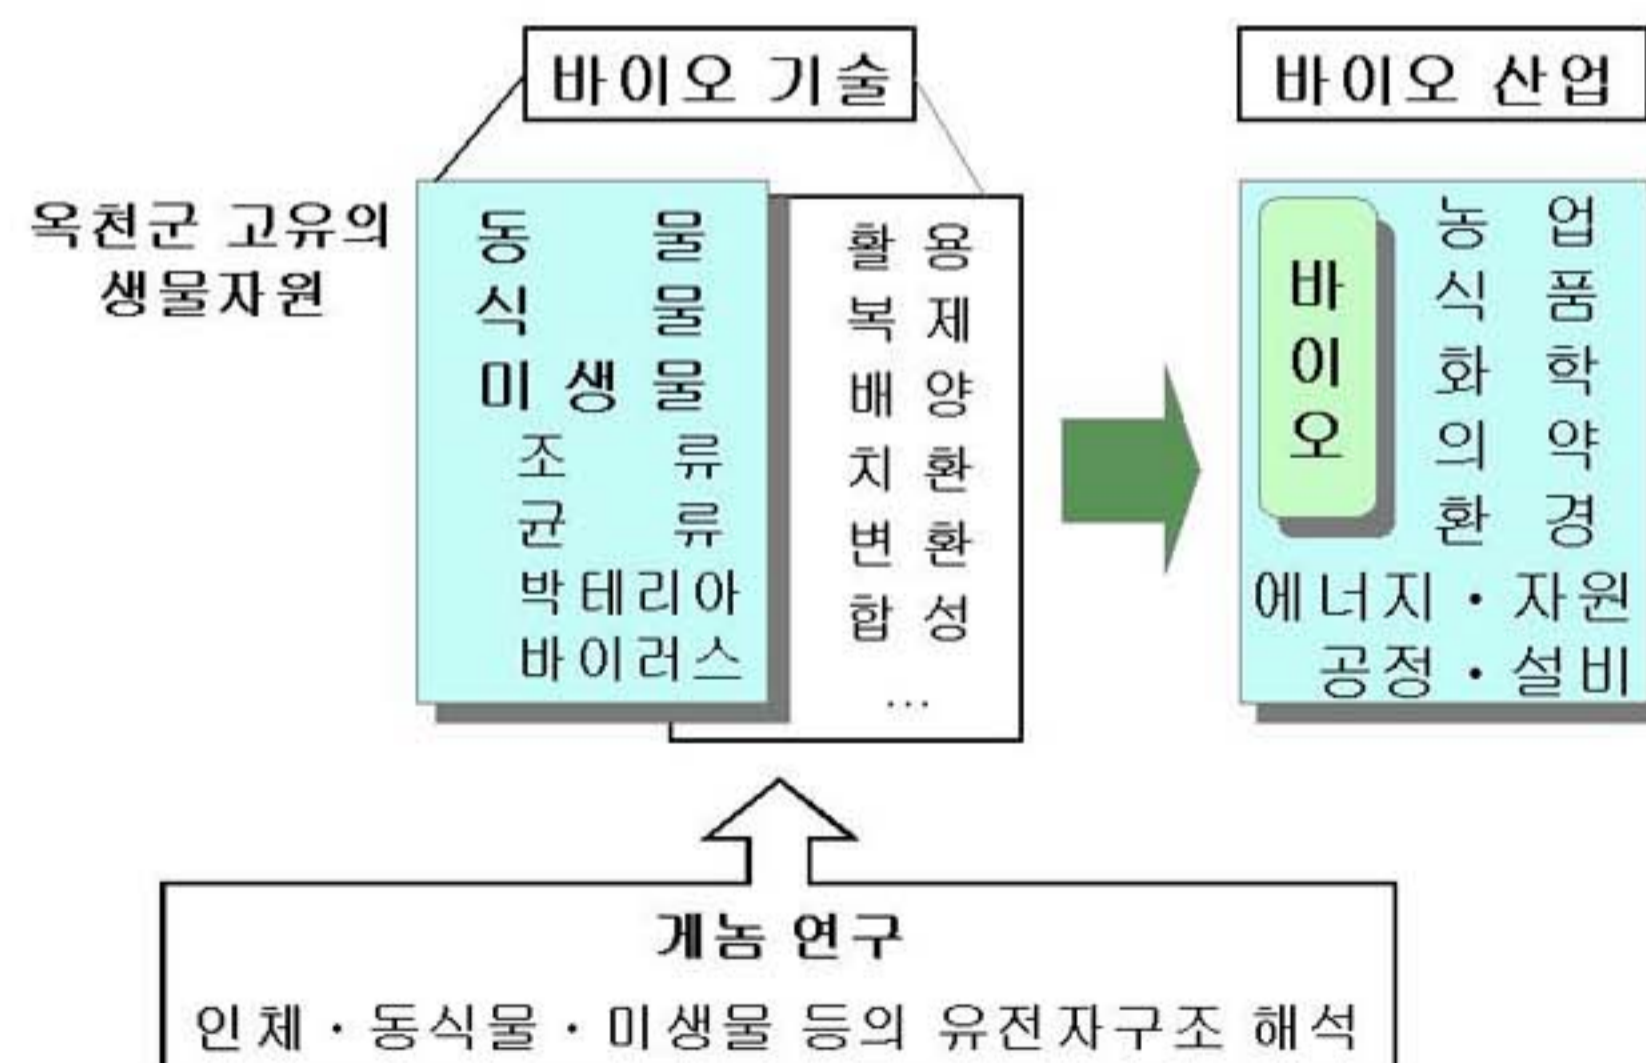 바이오 기술
바이오 산업
옥천군 고유의
생물자원
동 물
식 물
미 생 물
조 류
균 류
박테리아
바이러스
활 용
복 제
배 양
치 환
변 환
합 성
...
바
이
오
농 업
식 품
화 학
의 약
환 경
에너지・자원
공정・설비
게놈 연구
인체・동식물・미생물 등의 유전자구조 해석